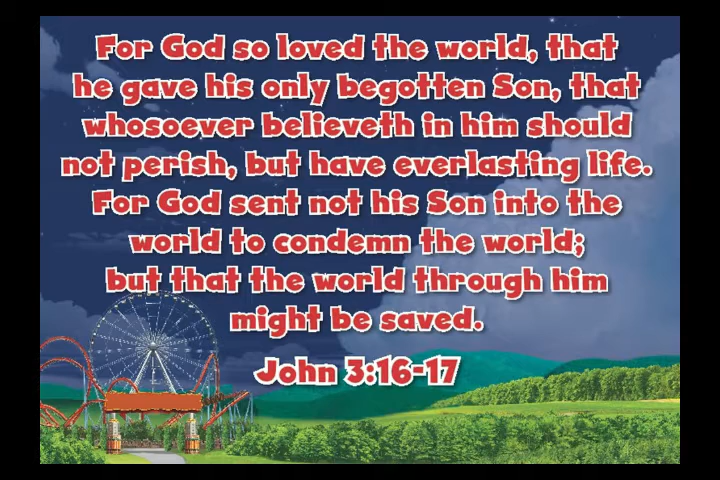 For God so loved the world, that
he gave his only begotten Son, that
whosoever believeth in him should
not perish, but have everlasting life.
For God sent not his Son into the
world to condemn the world;
but that the world through him
might be saved.
John 3:16-17